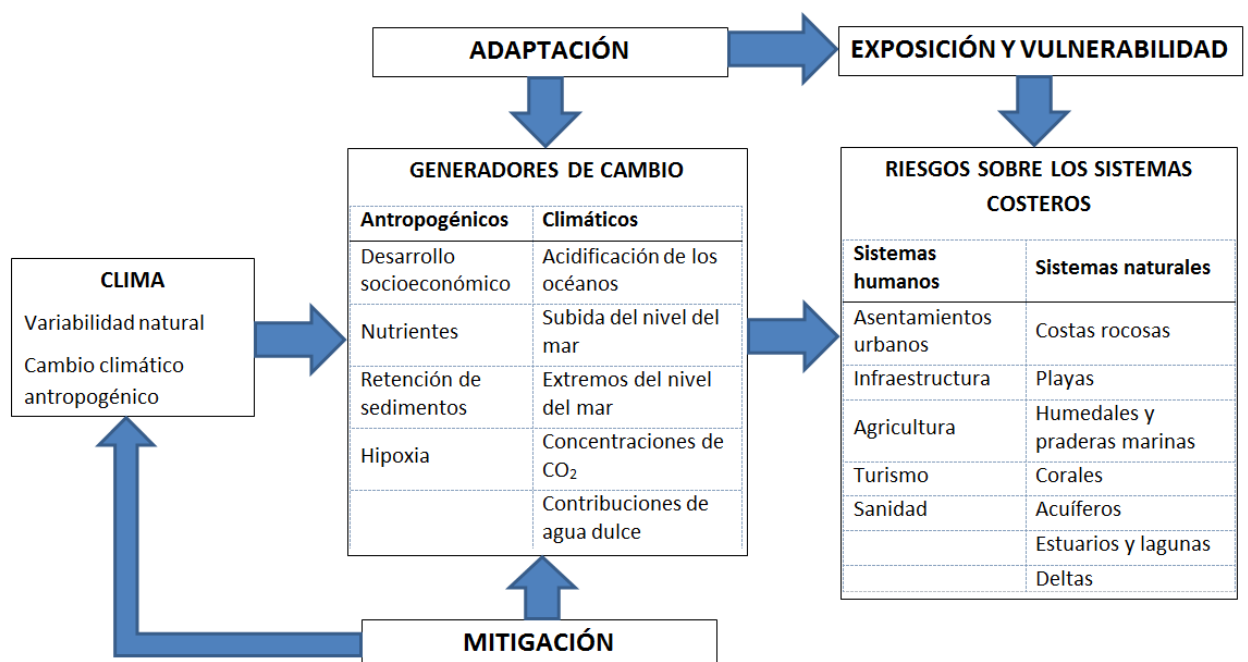 ADAPTACIÓN
EXPOSICIÓN Y VULNERABILIDAD
CLIMA
Variabilidad natural
Cambio climático
antropogénico
GENERADORES DE CAMBIO
Antropogénicos
Climáticos
Desarrollo
socioeconómico
Acidificación de los
océanos
Nutrientes
Subida del nivel del
mar
Retención de
sedimentos
Extremos del nivel
del mar
Hipoxia
Concentraciones de
CO2
Contribuciones de
agua dulce
RIESGOS SOBRE LOS SISTEMAS
COSTEROS
Sistemas
humanos
Sistemas naturales
Asentamientos
urbanos
Costas rocosas
Infraestructura
Playas
Agricultura
Humedales y
praderas marinas
Turismo
Corales
Sanidad
Acuíferos
Estuarios y lagunas
Deltas
MITIGACIÓN